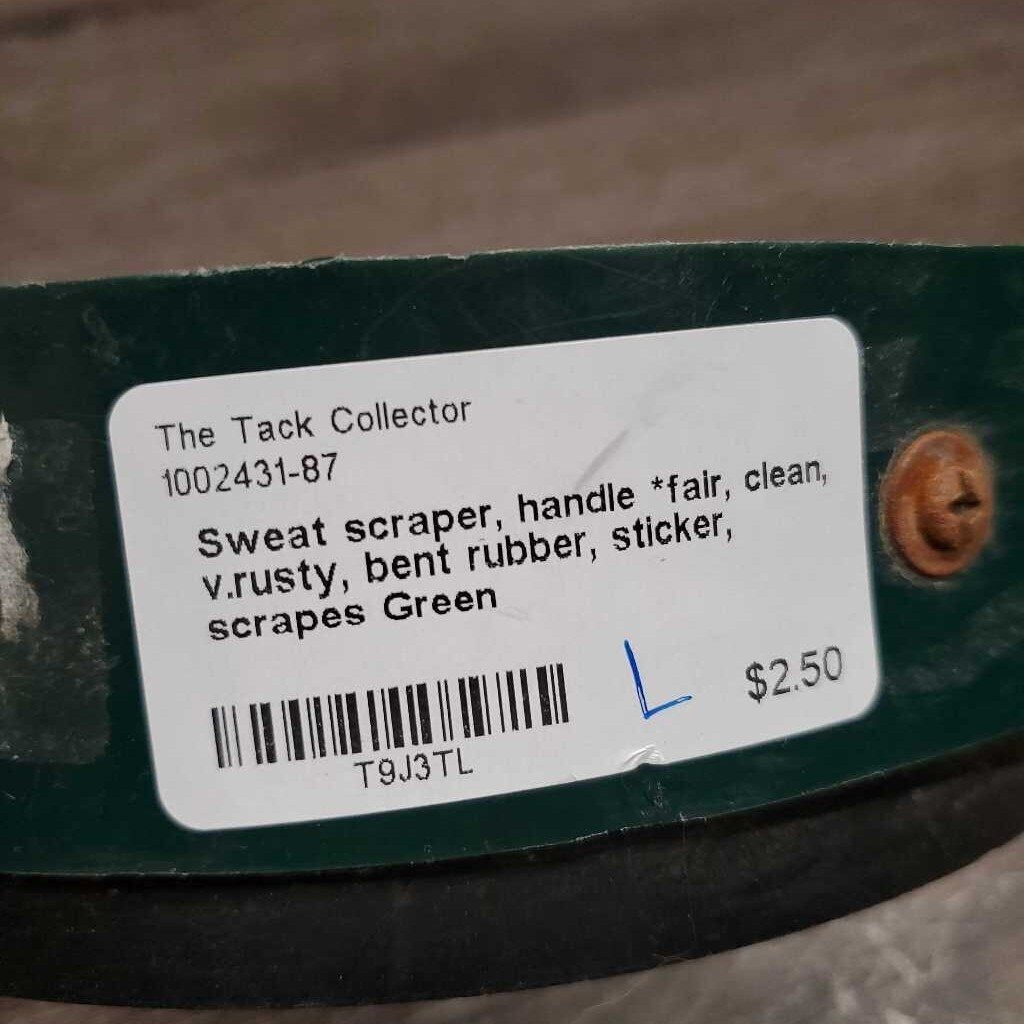 The Tack Collector
1002431-87
Sweat scraper, handle *fair, clean,
v.rusty, bent rubber, sticker,
scrapes Green
L
$2.50
T9J3TL